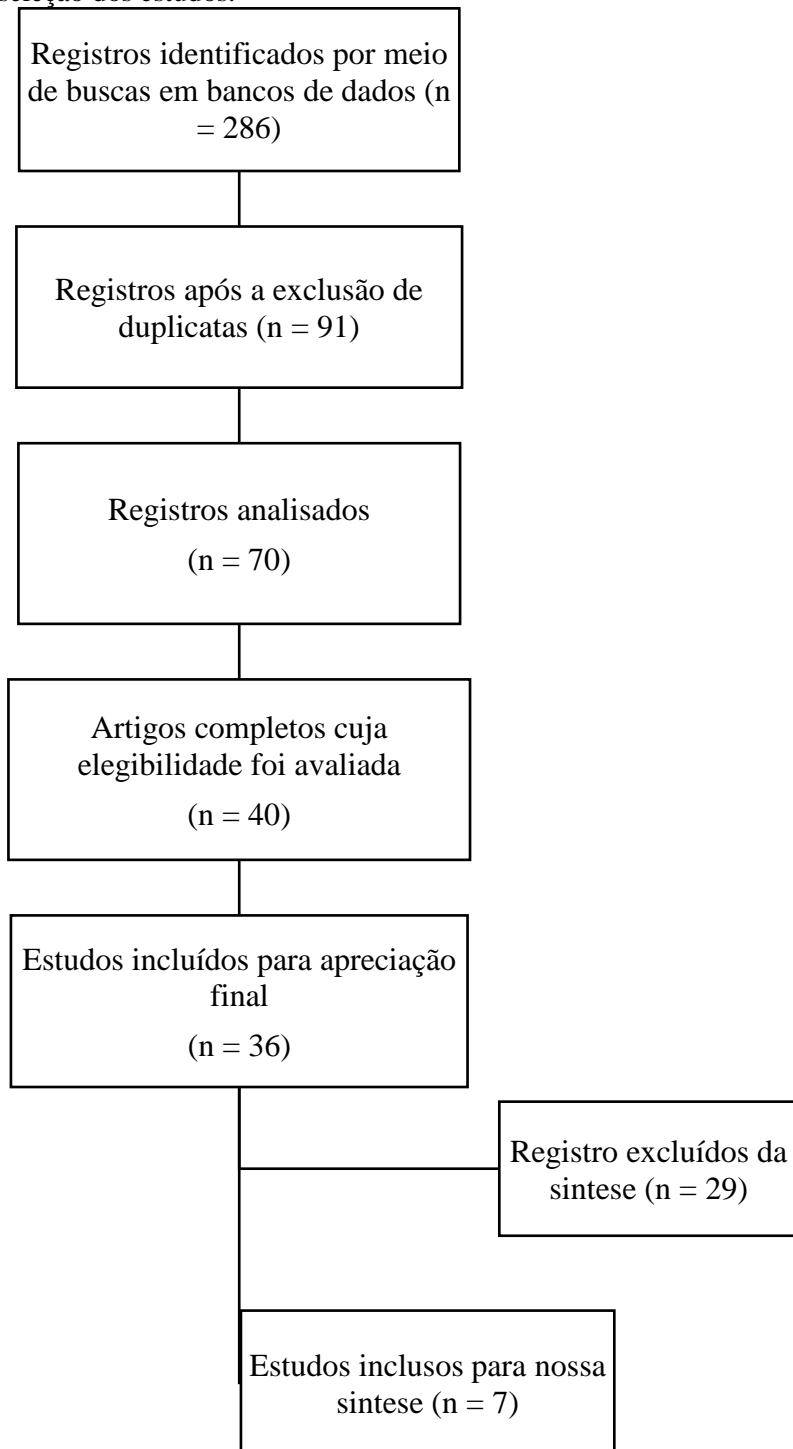 seleção dos estudos.
Registros identificados por meio
de buscas em bancos de dados (n
= 286)
Registros após a exclusão de
duplicatas (n = 91)
Registros analisados
(n = 70)
Artigos completos cuja
elegibilidade foi avaliada
(n = 40)
Estudos incluídos para apreciação
final
(n = 36)
Registro excluídos da
sintese (n = 29)
Estudos inclusos para nossa
sintese (n = 7)